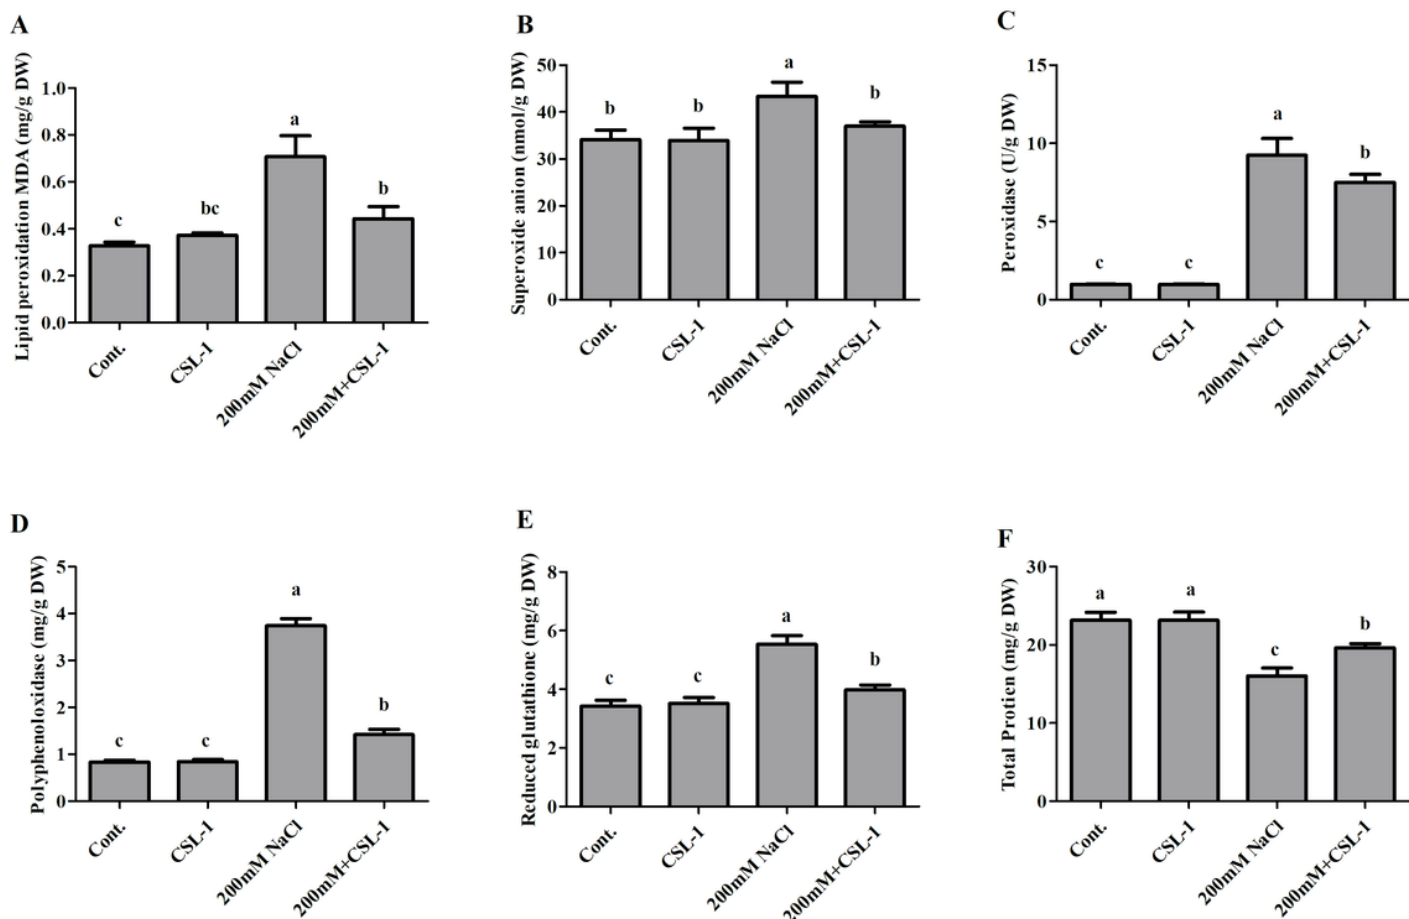 A
Lipid peroxidation MDA (mg/g DW)
1.0
0.8
0.6
0.4
0.2
0.0
c
bc
a
b
Cont.
CSL-1
200mM NaCl
200mM+CSL-1
B
Superoxide anion (nmol/g DW)
50
40
30
20
10
0
b
b
a
b
Cont.
CSL-1
200mM NaCl
200mM+CSL-1
C
Peroxidase (U/g DW)
15
10
5
0
c
c
a
b
Cont.
CSL-1
200mM NaCl
200mM+CSL-1
D
Polyphenoloxidase (mg/g DW)
5
4
3
2
1
0
c
c
a
b
Cont.
CSL-1
200mM NaCl
200mM+CSL-1
E
Reduced glutathione (mg/g DW)
8
6
4
2
0
c
c
a
b
Cont.
CSL-1
200mM NaCl
200mM+CSL-1
F
Total Protien (mg/g DW)
30
20
10
0
a
a
c
b
Cont.
CSL-1
200mM NaCl
200mM+CSL-1